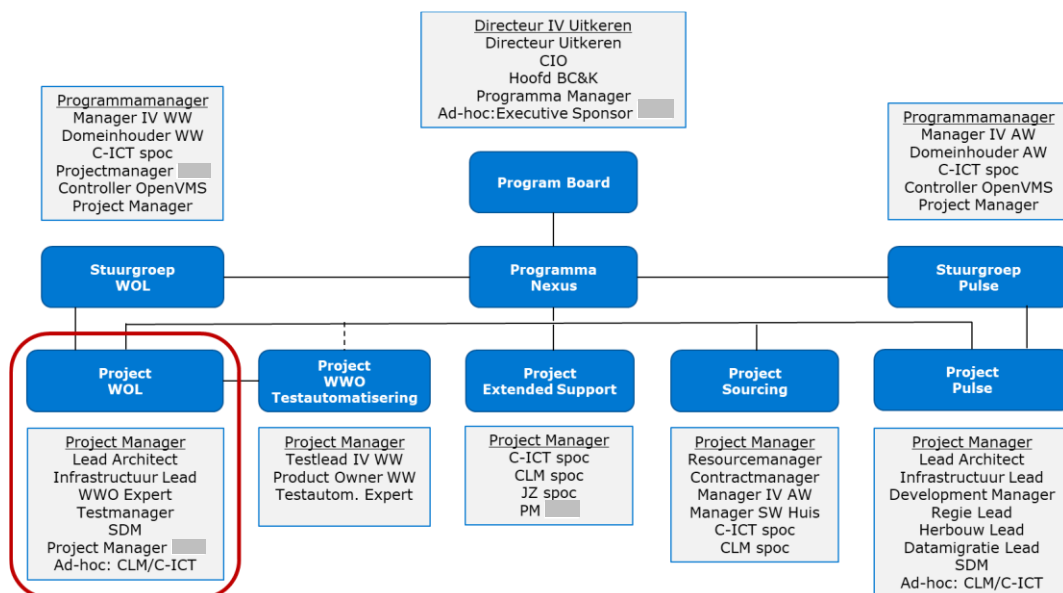 Directeur IV Uitkeren
Directeur Uitkeren
CIO
Hoofd BC&K
Programma Manager
Ad-hoc:Executive Sponsor
Programmamanager
Manager IV WW
Domeinhouder WW
C-ICT spoc
Projectmanager
Controller OpenVMS
Project Manager
Programmamanager
Manager IV AW
Domeinhouder AW
C-ICT spoc
Controller OpenVMS
Project Manager
Program Board
Stuurgroep
WOL
Programma
Nexus
Stuurgroep
Pulse
Project
WOL
Project
WWO
Testautomatisering
Project
Extended Support
Project
Sourcing
Project
Pulse
Project Manager
Lead Architect
Infrastructuur Lead
WWO Expert
Testmanager
SDM
Project Manager
Ad-hoc: CLM/C-ICT
Project Manager
Testlead IV WW
Product Owner WW
Testautom. Expert
Project Manager
C-ICT spoc
CLM spoc
JZ spoc
PM
Project Manager
Resourcemanager
Contractmanager
Manager IV AW
Manager SW Huis
C-ICT spoc
CLM spoc
Project Manager
Lead Architect
Infrastructuur Lead
Development Manager
Regie Lead
Herbouw Lead
Datamigratie Lead
SDM
Ad-hoc: CLM/C-ICT